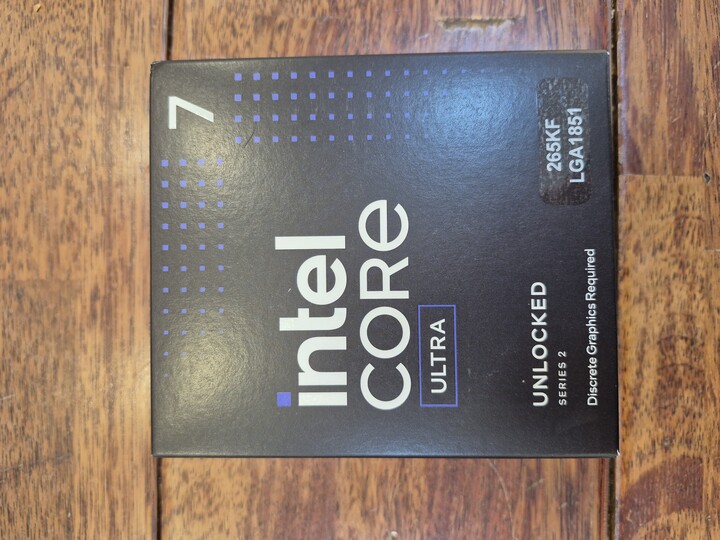 7
intel
CORE
ULTRA
UNLOCKED
SERIES 2
Discrete Graphics Required
265KF
LGA1851